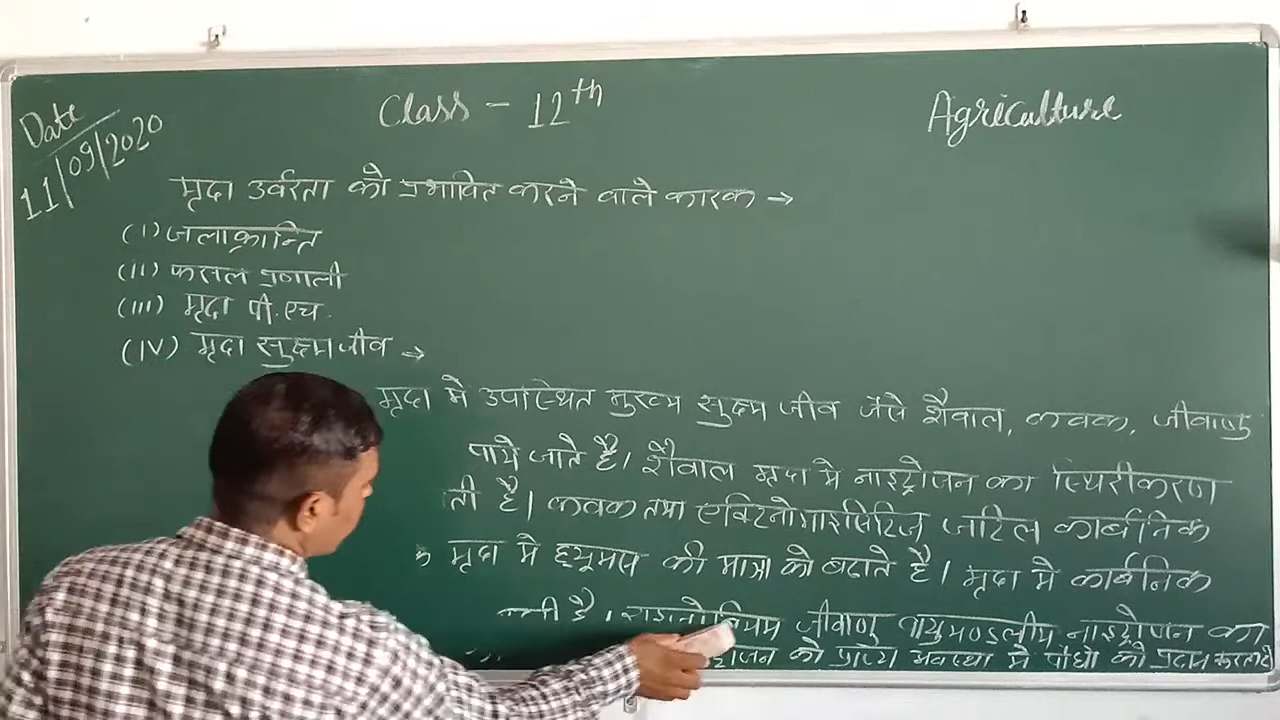 Date
11/09/2020
Class - 12th
Agriculture
मृदा उर्वरता को प्रभावित करने वाले कारक →
(I) जलाक्रान्ति
(II) फसल प्रणाली
(III) मृदा पी.एच.
(IV) मृदा सुक्ष्म जीव →
मृदा मे उपस्थित मुख्य सुक्ष्म जीव जैसे शैवाल, कवक, जीवाणु
पाये जाते है। शैवाल मृदा मे नाइट्रोजन का स्थिरीकरण
है। कवक तथा एक्टिनोमाइसिटिज जटिल कार्बनिक
मृदा मे ह्यूमस की मात्रा को बढाते है। मृदा मे कार्बनिक
है। जीवाणु वायुमण्डलीय नाइट्रोजन का
को प्राप्य अवस्था मे पौधो को प्रदान करता है